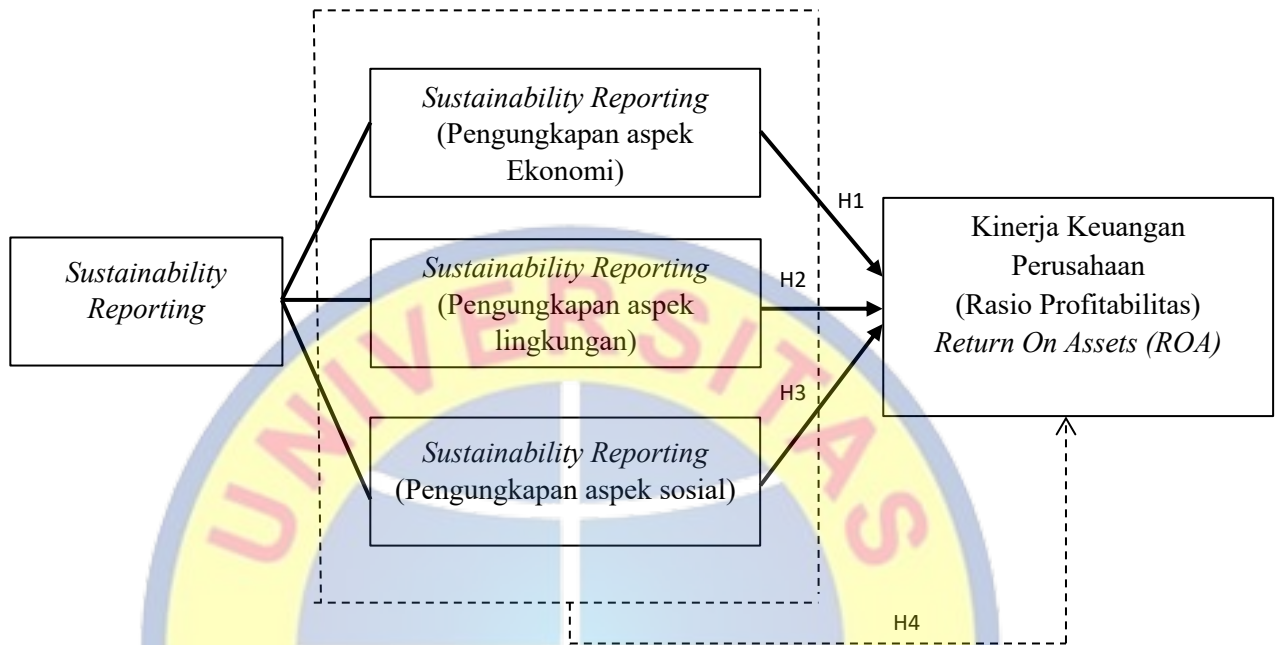 Sustainability Reporting
(Pengungkapan aspek
Ekonomi)
H1
Sustainability
Reporting
Sustainability Reporting
(Pengungkapan aspek
lingkungan)
H2
Kinerja Keuangan
Perusahaan
(Rasio Profitabilitas)
Return On Assets (ROA)
H3
Sustainability Reporting
(Pengungkapan aspek sosial)
H4
UNIVERSITAS